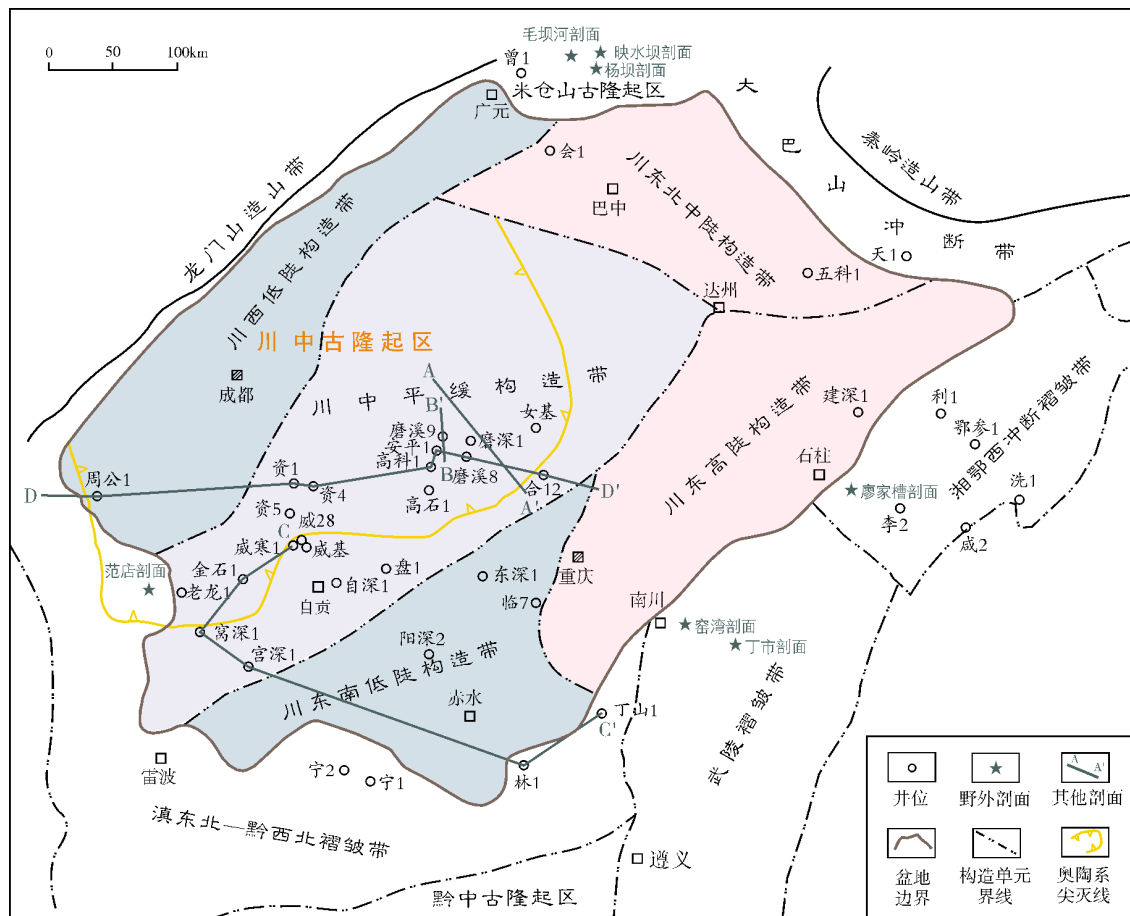 0 50 100km
毛坝河剖面
映水坝剖面
杨坝剖面
曾1
米仓山古隆起区
广元
大巴山冲断带
秦岭造山带
龙门山造山带
川西低陡构造带
会1
川东北中陡构造带
巴中
天1
五科1
达州
川中古隆起区
成都
A
川中平缓构造带
B'
女基
磨溪9
磨深1
安平1
高科1
B
磨溪8
建深1
利1
鄂参1
湘鄂西冲断褶皱带
川东高陡构造带
石柱
廖家槽剖面
李2
洗1
咸2
D
周公1
资1
资4
合12
D'
A'
高石1
资5
C
威28
威寒1
威基
范店剖面
金石1
老龙1
自深1
盘1
自贡
东深1
重庆
临7
南川
窑湾剖面
丁市剖面
窝深1
宫深1
阳深2
川东南低陡构造带
赤水
丁山1
C'
武陵褶皱带
雷波
宁2
宁1
林1
滇东北—黔西北褶皱带
遵义
黔中古隆起区
A A'
井位
野外剖面
其他剖面
盆地
边界
构造单元
界线
奥陶系
尖灭线